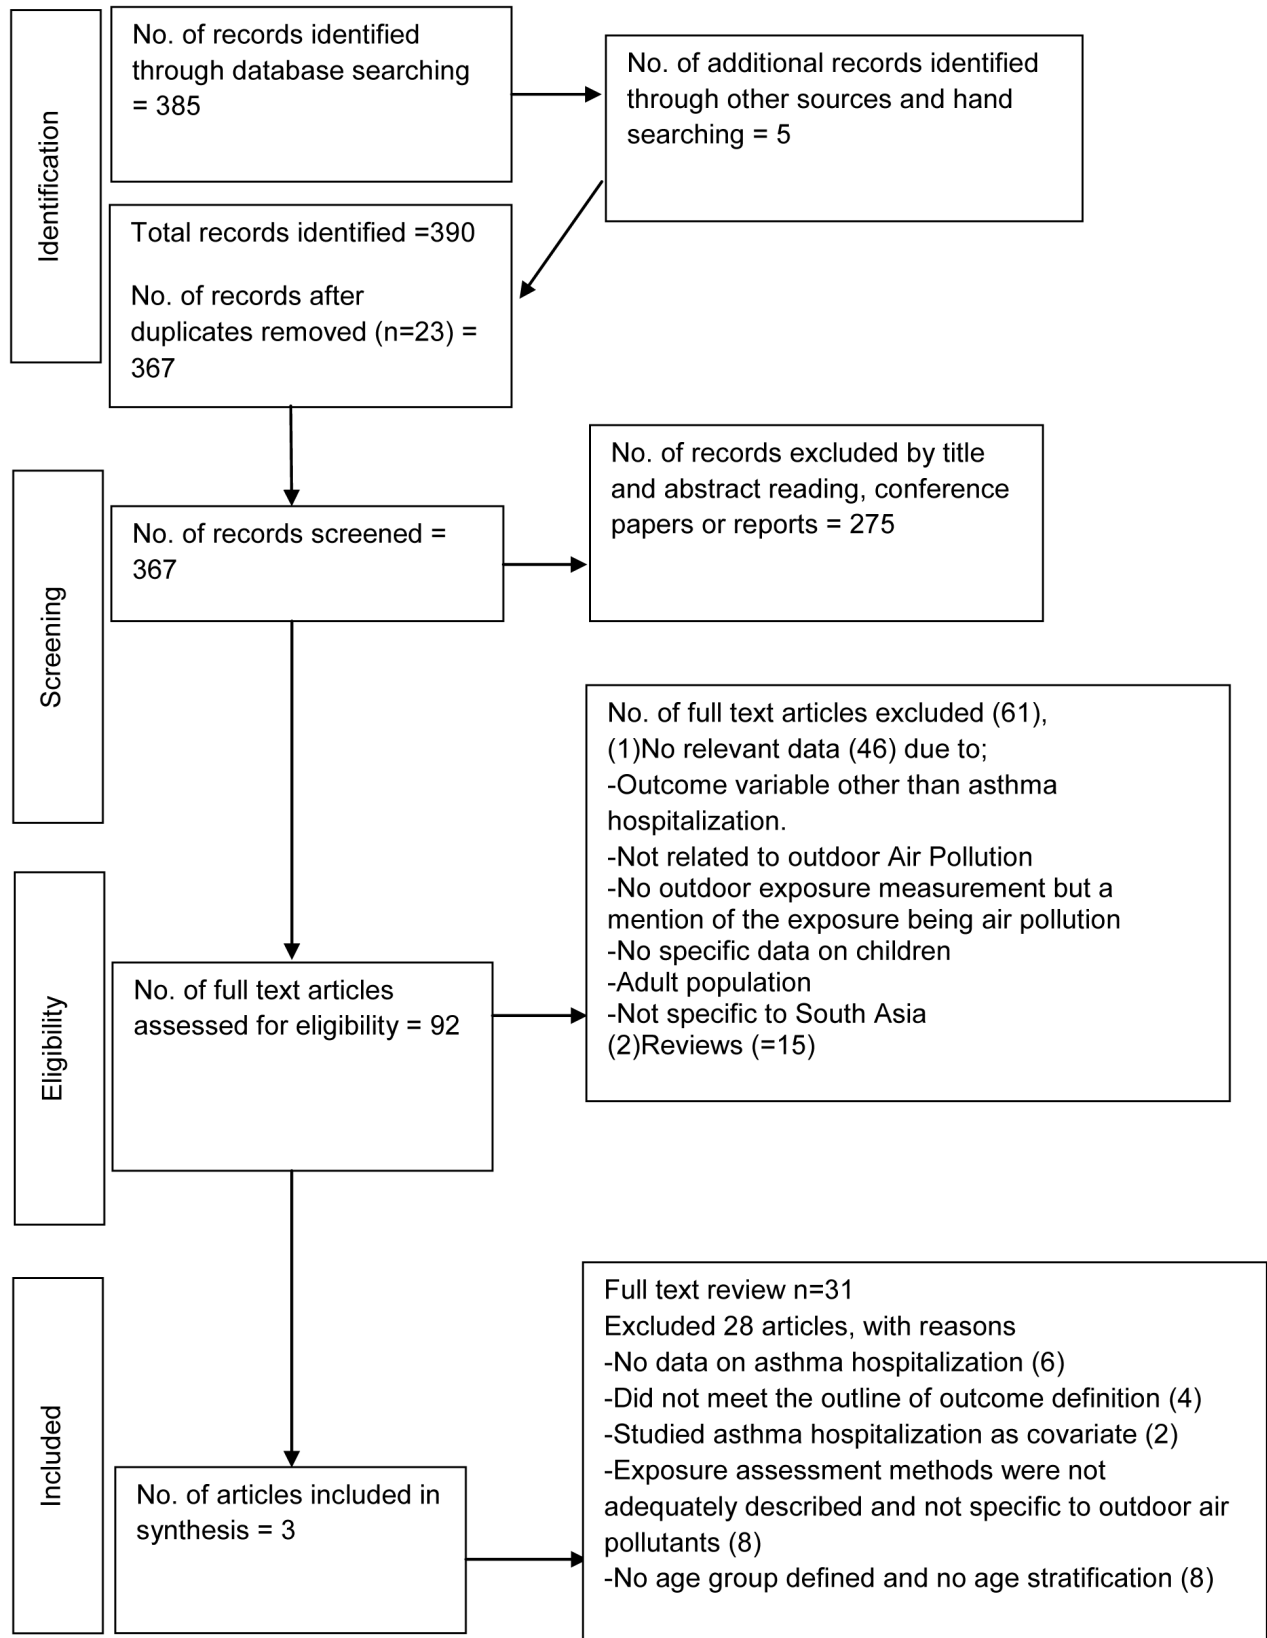 Identification
No. of records identified
through database searching
= 385
No. of additional records identified
through other sources and hand
searching = 5
Total records identified =390
No. of records after
duplicates removed (n=23) =
367
Screening
No. of records screened =
367
No. of records excluded by title
and abstract reading, conference
papers or reports = 275
Eligibility
No. of full text articles
assessed for eligibility = 92
No. of full text articles excluded (61),
(1)No relevant data (46) due to;
-Outcome variable other than asthma
hospitalization.
-Not related to outdoor Air Pollution
-No outdoor exposure measurement but a
mention of the exposure being air pollution
-No specific data on children
-Adult population
-Not specific to South Asia
(2)Reviews (=15)
Included
No. of articles included in
synthesis = 3
Full text review n=31
Excluded 28 articles, with reasons
-No data on asthma hospitalization (6)
-Did not meet the outline of outcome definition (4)
-Studied asthma hospitalization as covariate (2)
-Exposure assessment methods were not
adequately described and not specific to outdoor air
pollutants (8)
-No age group defined and no age stratification (8)